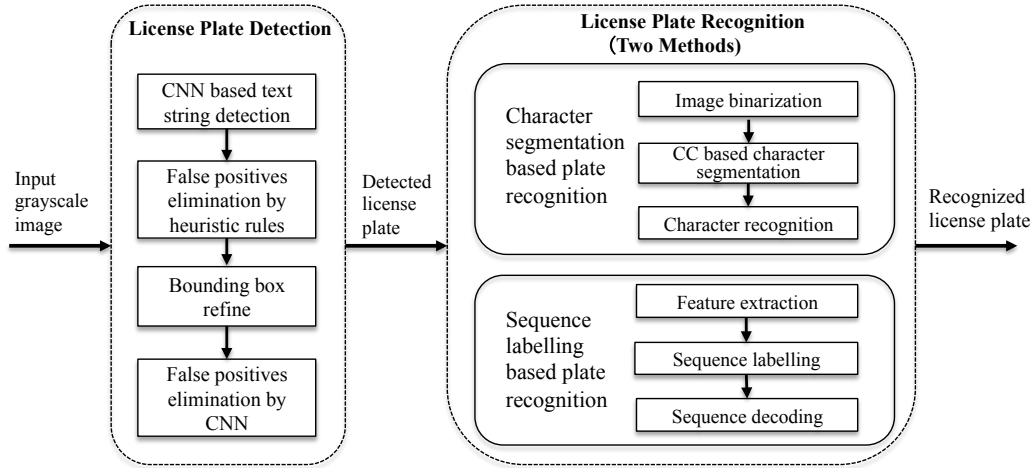 License Plate Detection
CNN based text
string detection
False positives
elimination by
heuristic rules
Bounding box
refine
False positives
elimination by
CNN
Input
grayscale
image
Detected
license
plate
License Plate Recognition
(Two Methods)
Character
segmentation
based plate
recognition
Image binarization
CC based character
segmentation
Character recognition
Sequence
labelling
based plate
recognition
Feature extraction
Sequence labelling
Sequence decoding
Recognized
license plate